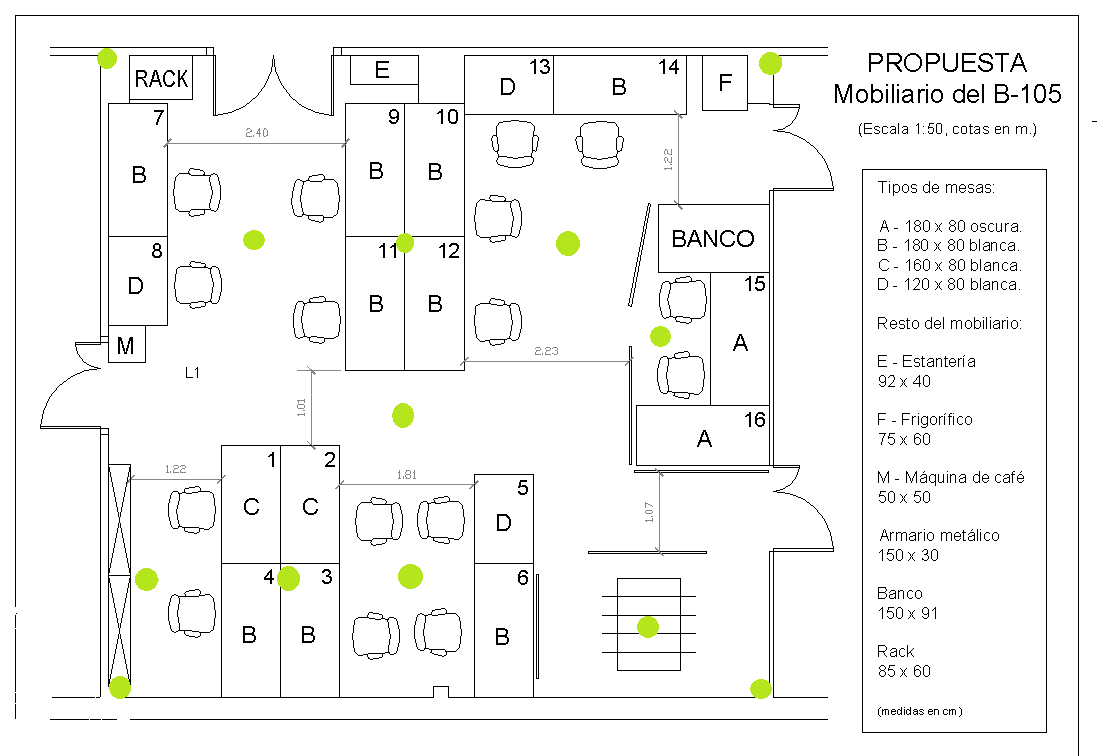 PROPUESTA
Mobiliario del B-105
(Escala 1:50, cotas en m.)
RACK
E
13
14
D
B
F
7
9
10
2.40
1.22
B
B
B
8
11
12
BANCO
D
B
B
15
M
2.23
A
L1
1.01
16
A
1
2
1.22
1.81
5
C
C
D
1.07
4
3
6
B
B
B
Tipos de mesas:
A - 180 x 80 oscura.
B - 180 x 80 blanca.
C - 160 x 80 blanca.
D - 120 x 80 blanca.
Resto del mobiliario:
E - Estantería
92 x 40
F - Frigorífico
75 x 60
M - Máquina de café
50 x 50
Armario metálico
150 x 30
Banco
150 x 91
Rack
85 x 60
(medidas en cm)